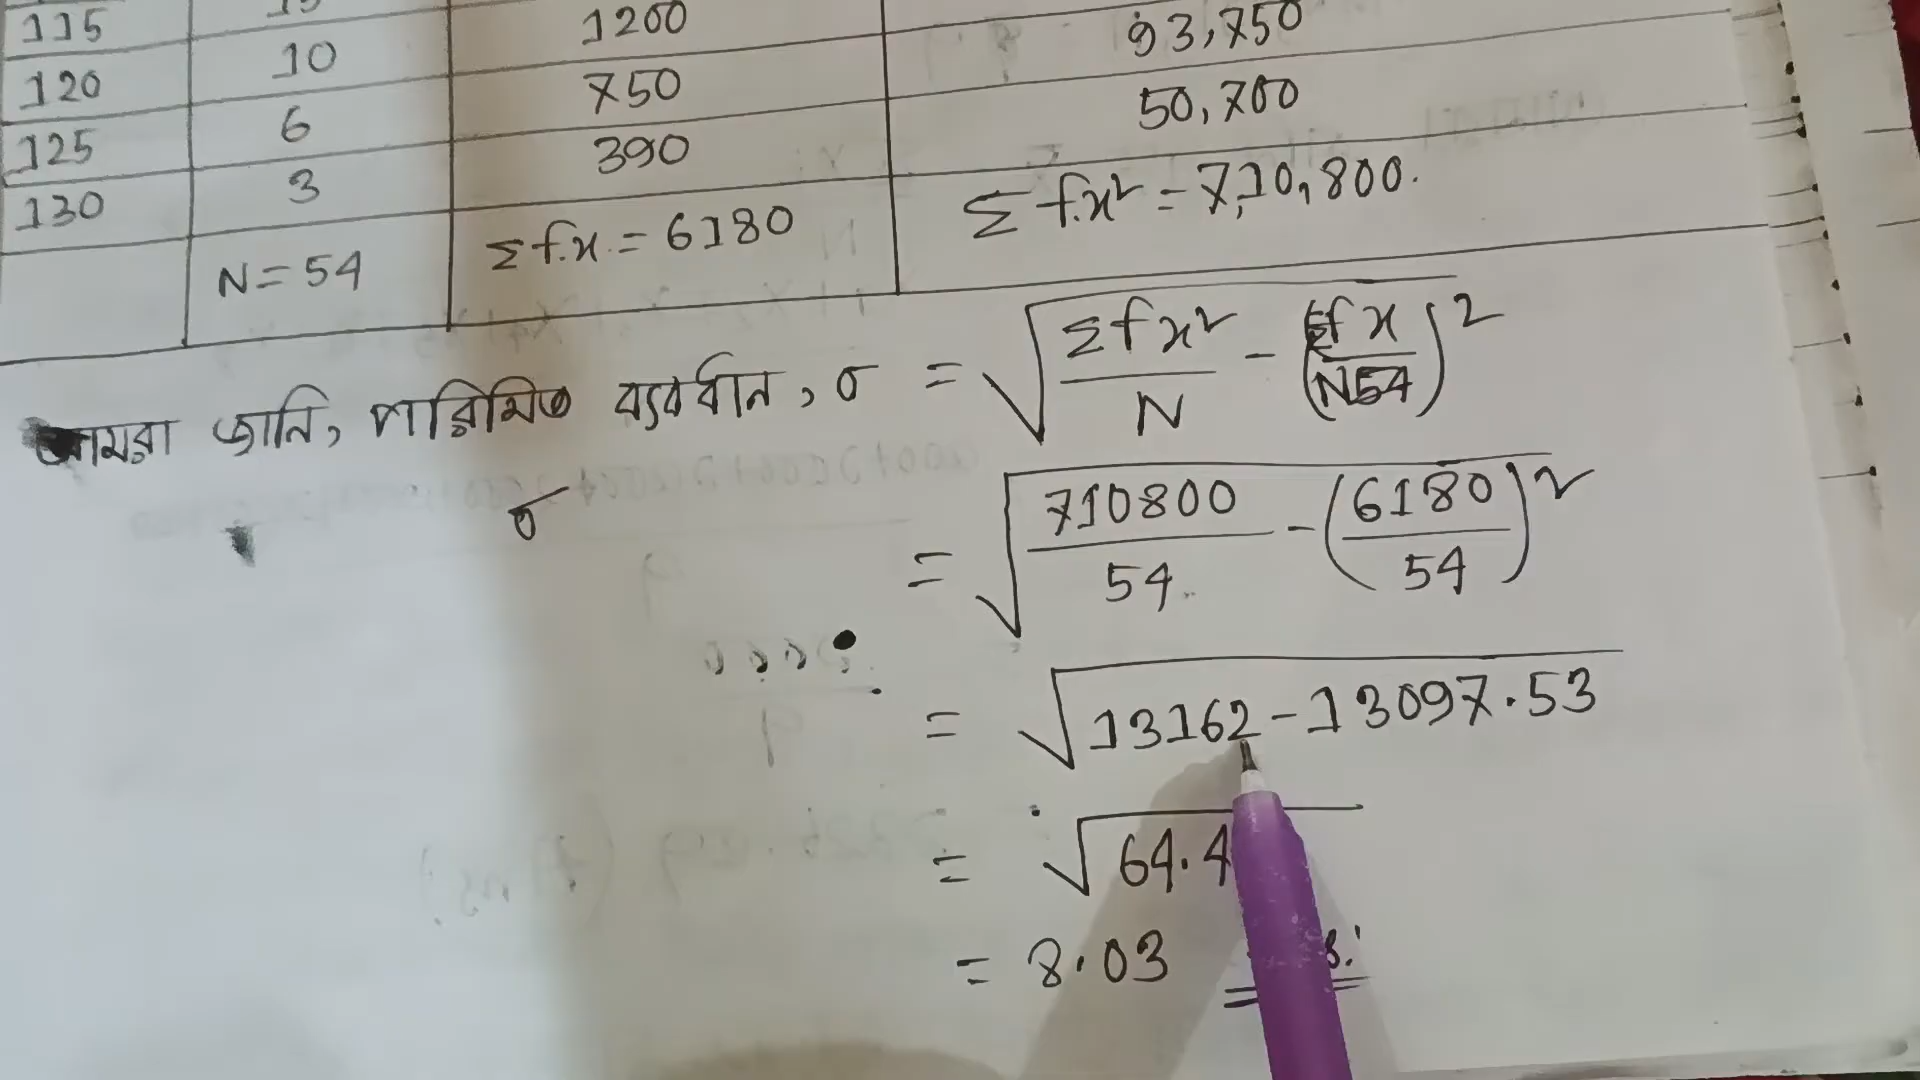 115 1200 93,750
120 10 750 50,700
125 6 390
130 3 Σf.x² = 7,10,800.
N = 54 Σf.x = 6180
আমরা জানি, পরিমিত ব্যবধান, σ = √ Σfx²/N - (Σfx/N54)²
σ
= √ 710800/54 - (6180/54)²
= √ 13162 - 13097.53
= √ 64.4
= 8.03